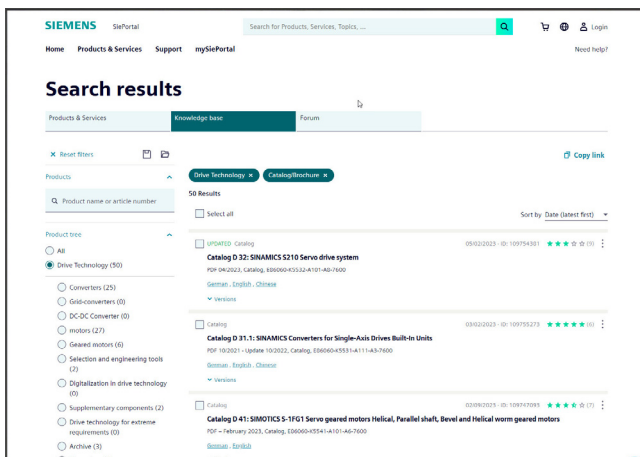 SIEMENS SiePortal Search for Products, Services, Topics, ... Login
Home Products & Services Support mySiePortal Need help?
Search results
Products & Services Knowledge base Forum
× Reset filters Copy link
Products
Drive Technology × Catalog/Brochure ×
50 Results
Product name or article number
Select all Sort by Date (latest first)
Product tree
All
Drive Technology (50)
Converters (25)
Grid-converters (0)
DC-DC Converter (0)
motors (27)
Geared motors (6)
Selection and engineering tools
(2)
Digitalization in drive technology
(0)
Supplementary components (2)
Drive technology for extreme
requirements (0)
Archive (3)
UPDATED Catalog 05/02/2023 - ID: 109754381 (9)
Catalog D 32: SINAMICS S210 Servo drive system
PDF 04/2023, Catalog, E86060-K5532-A101-A0-7600
German , English , Chinese
Versions
Catalog 03/02/2023 - ID: 109755273 (6)
Catalog D 31.1: SINAMICS Converters for Single-Axis Drives Built-In Units
PDF 10/2021 - Update 10/2022, Catalog, E86060-K5531-A111-A3-7600
German , English , Chinese
Versions
Catalog 02/09/2023 - ID: 109747093 (7)
Catalog D 41: SIMOTICS S-1FG1 Servo geared motors Helical, Parallel shaft, Bevel and Helical worm geared motors
PDF – February 2023, Catalog, E86060-K5541-A101-A6-7600
German , English